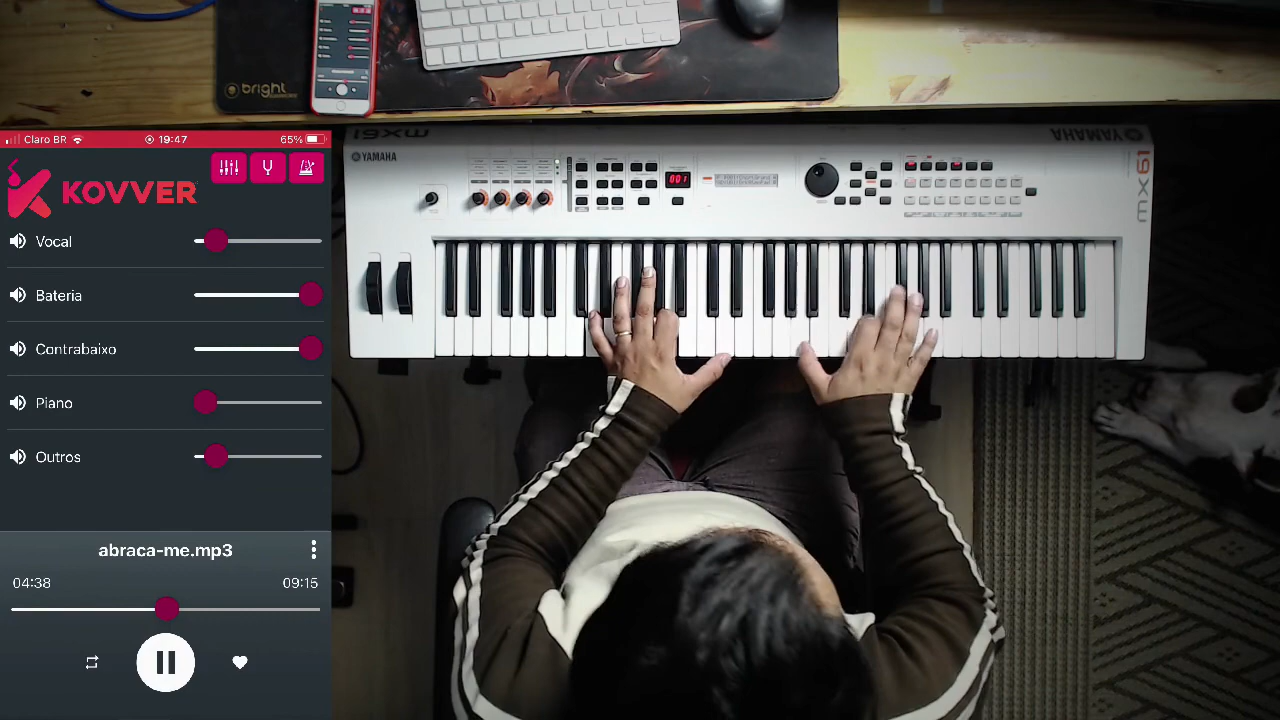 bright
Claro BR
19:47
65%
KOVVER
Vocal
Bateria
Contrabaixo
Piano
Outros
abraca-me.mp3
04:38
09:15
MX61
YAMAHA
YAMAHA
001
MX61